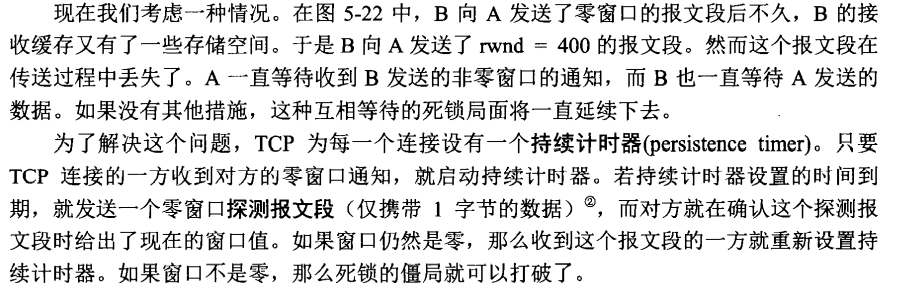 现在我们考虑一种情况。在图 5-22 中，B 向 A 发送了零窗口的报文段后不久，B 的接
收缓存又有了一些存储空间。于是 B 向 A 发送了 rwnd = 400 的报文段。然而这个报文段在
传送过程中丢失了。A 一直等待收到 B 发送的非零窗口的通知，而 B 也一直等待 A 发送的
数据。如果没有其他措施，这种互相等待的死锁局面将一直延续下去。
为了解决这个问题，TCP 为每一个连接设有一个持续计时器(persistence timer)。只要
TCP 连接的一方收到对方的零窗口通知，就启动持续计时器。若持续计时器设置的时间到
期，就发送一个零窗口探测报文段（仅携带 1 字节的数据）②，而对方就在确认这个探测报
文段时给出了现在的窗口值。如果窗口仍然是零，那么收到这个报文段的一方就重新设置持
续计时器。如果窗口不是零，那么死锁的僵局就可以打破了。